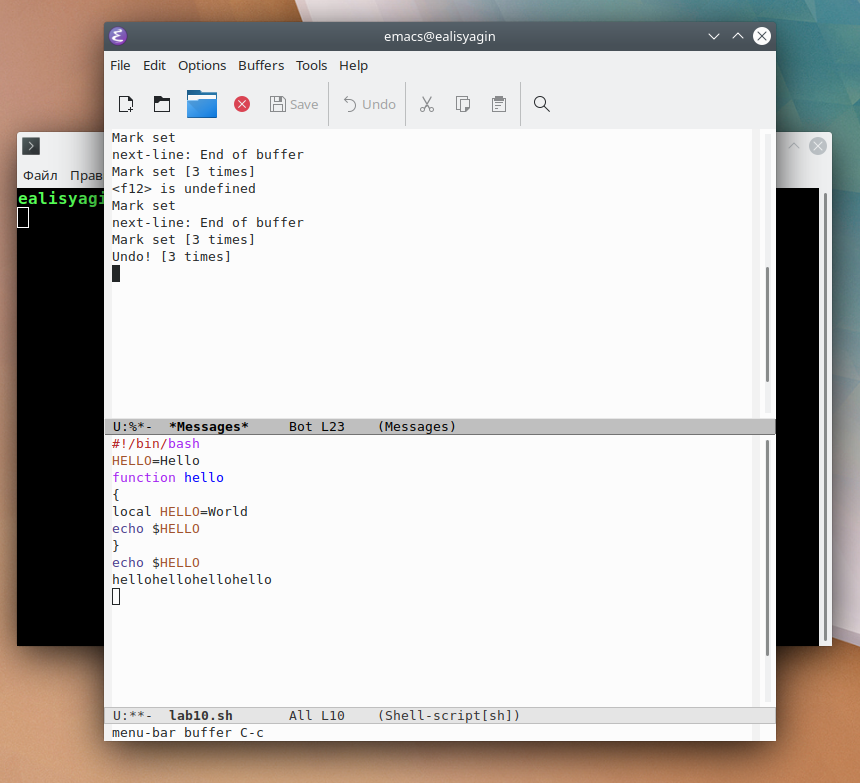 emacs@ealisyagin
File Edit Options Buffers Tools Help
Save Undo
Mark set
next-line: End of buffer
Mark set [3 times]
<f12> is undefined
Mark set
next-line: End of buffer
Mark set [3 times]
Undo! [3 times]
U:%*- *Messages* Bot L23 (Messages)
#!/bin/bash
HELLO=Hello
function hello
{
local HELLO=World
echo $HELLO
}
echo $HELLO
hellohellohellohello
U:**- lab10.sh All L10 (Shell-script[sh])
menu-bar buffer C-c
Файл Прав
ealisyagi